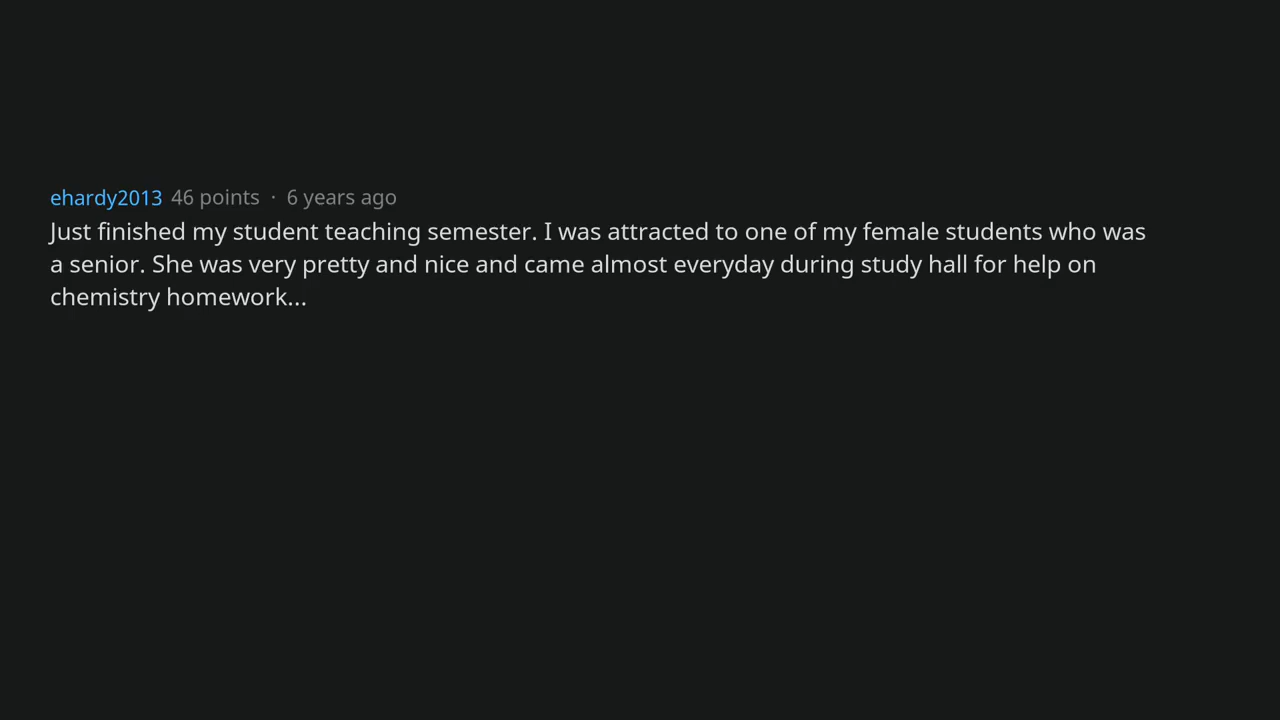 ehardy2013 46 points · 6 years ago
Just finished my student teaching semester. I was attracted to one of my female students who was
a senior. She was very pretty and nice and came almost everyday during study hall for help on
chemistry homework...